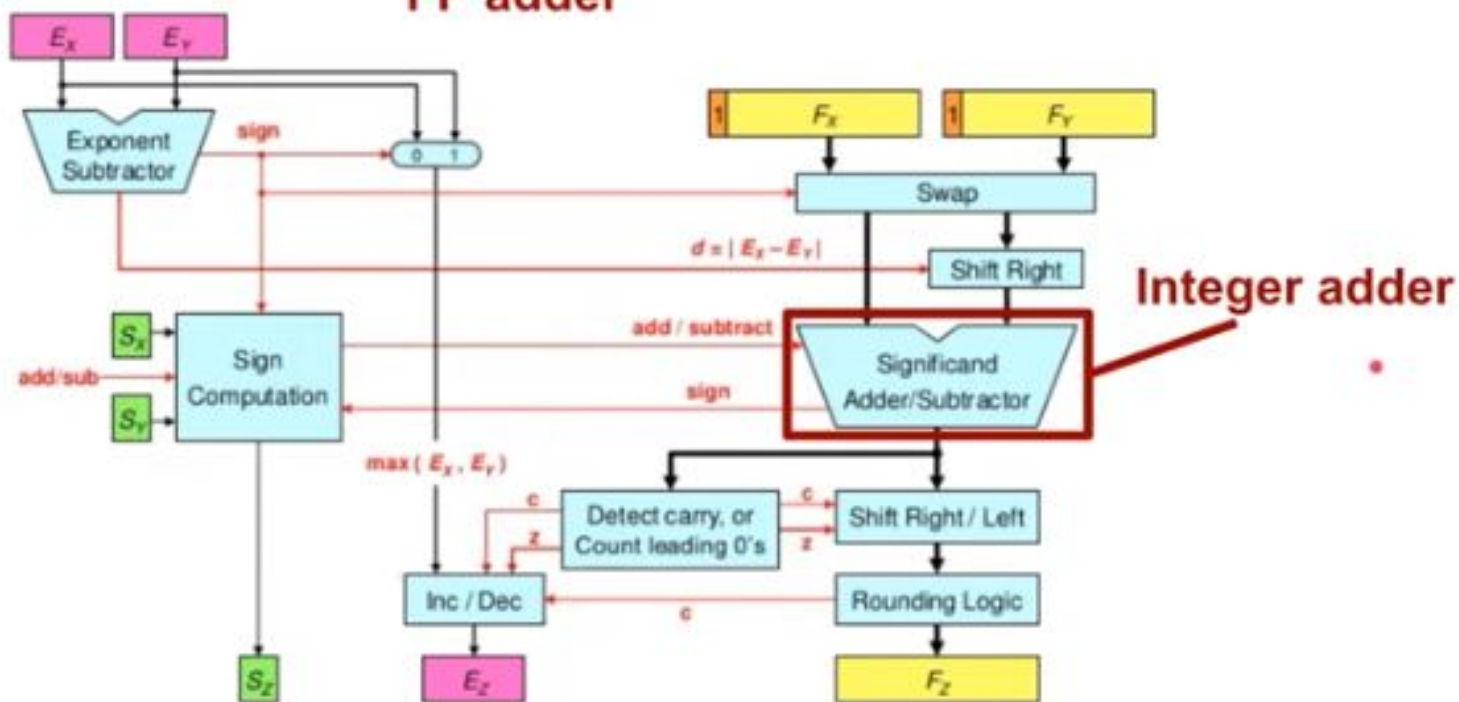 FP adder
E_X
E_Y
1
F_X
1
F_Y
Exponent
Subtractor
sign
0 1
Swap
d = | E_X – E_Y |
Shift Right
Integer adder
S_X
add/sub
S_Y
Sign
Computation
add / subtract
sign
Significand
Adder/Subtractor
max ( E_X , E_Y )
c
z
Detect carry, or
Count leading 0's
c
z
Shift Right / Left
Inc / Dec
c
Rounding Logic
S_Z
E_Z
F_Z